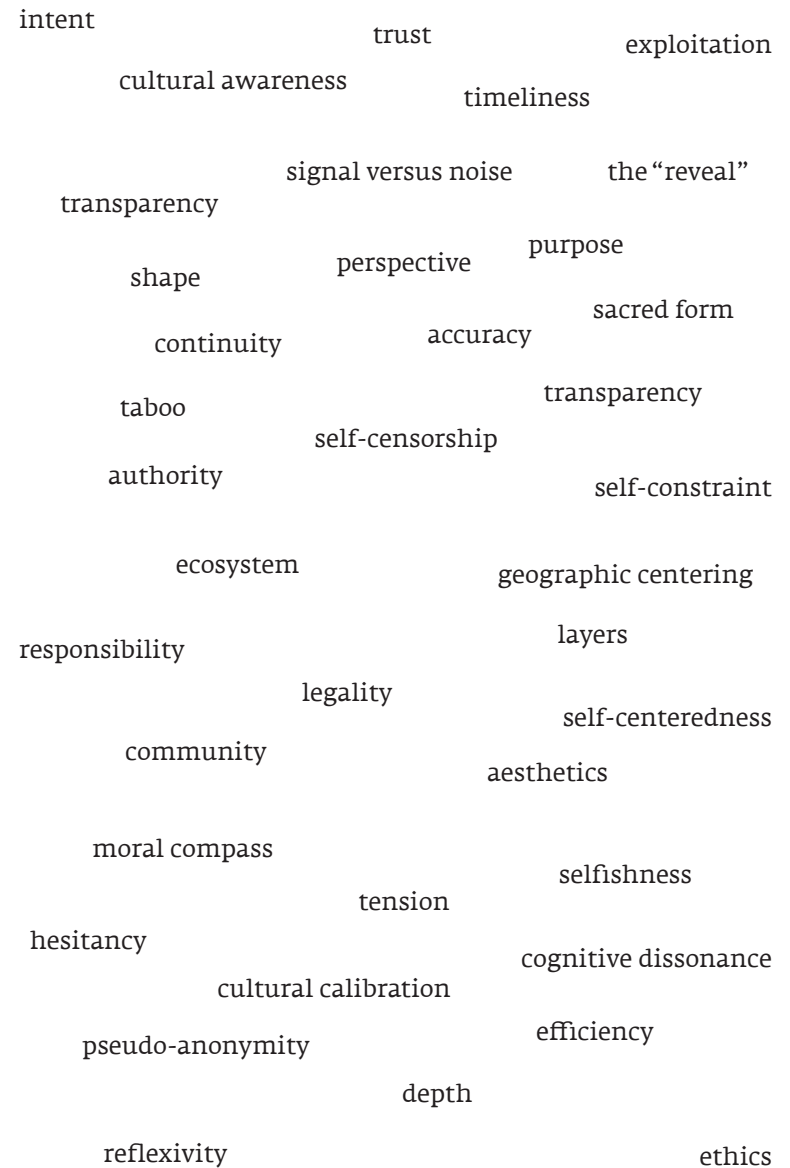 intent
trust
exploitation
cultural awareness
timeliness
signal versus noise
the “reveal”
transparency
purpose
perspective
shape
sacred form
accuracy
continuity
transparency
taboo
self-censorship
authority
self-constraint
ecosystem
geographic centering
layers
responsibility
legality
self-centeredness
community
aesthetics
moral compass
selfishness
tension
hesitancy
cognitive dissonance
cultural calibration
efficiency
pseudo-anonymity
depth
reflexivity
ethics